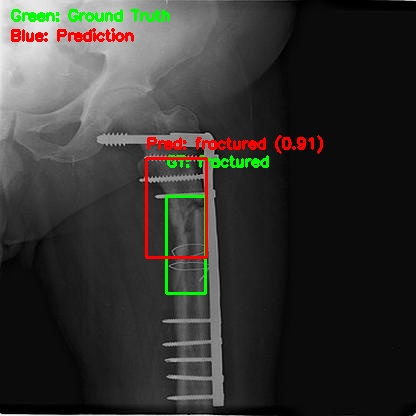 Green: Ground Truth
Blue: Prediction
Pred: fractured (0.91)
GT: fractured